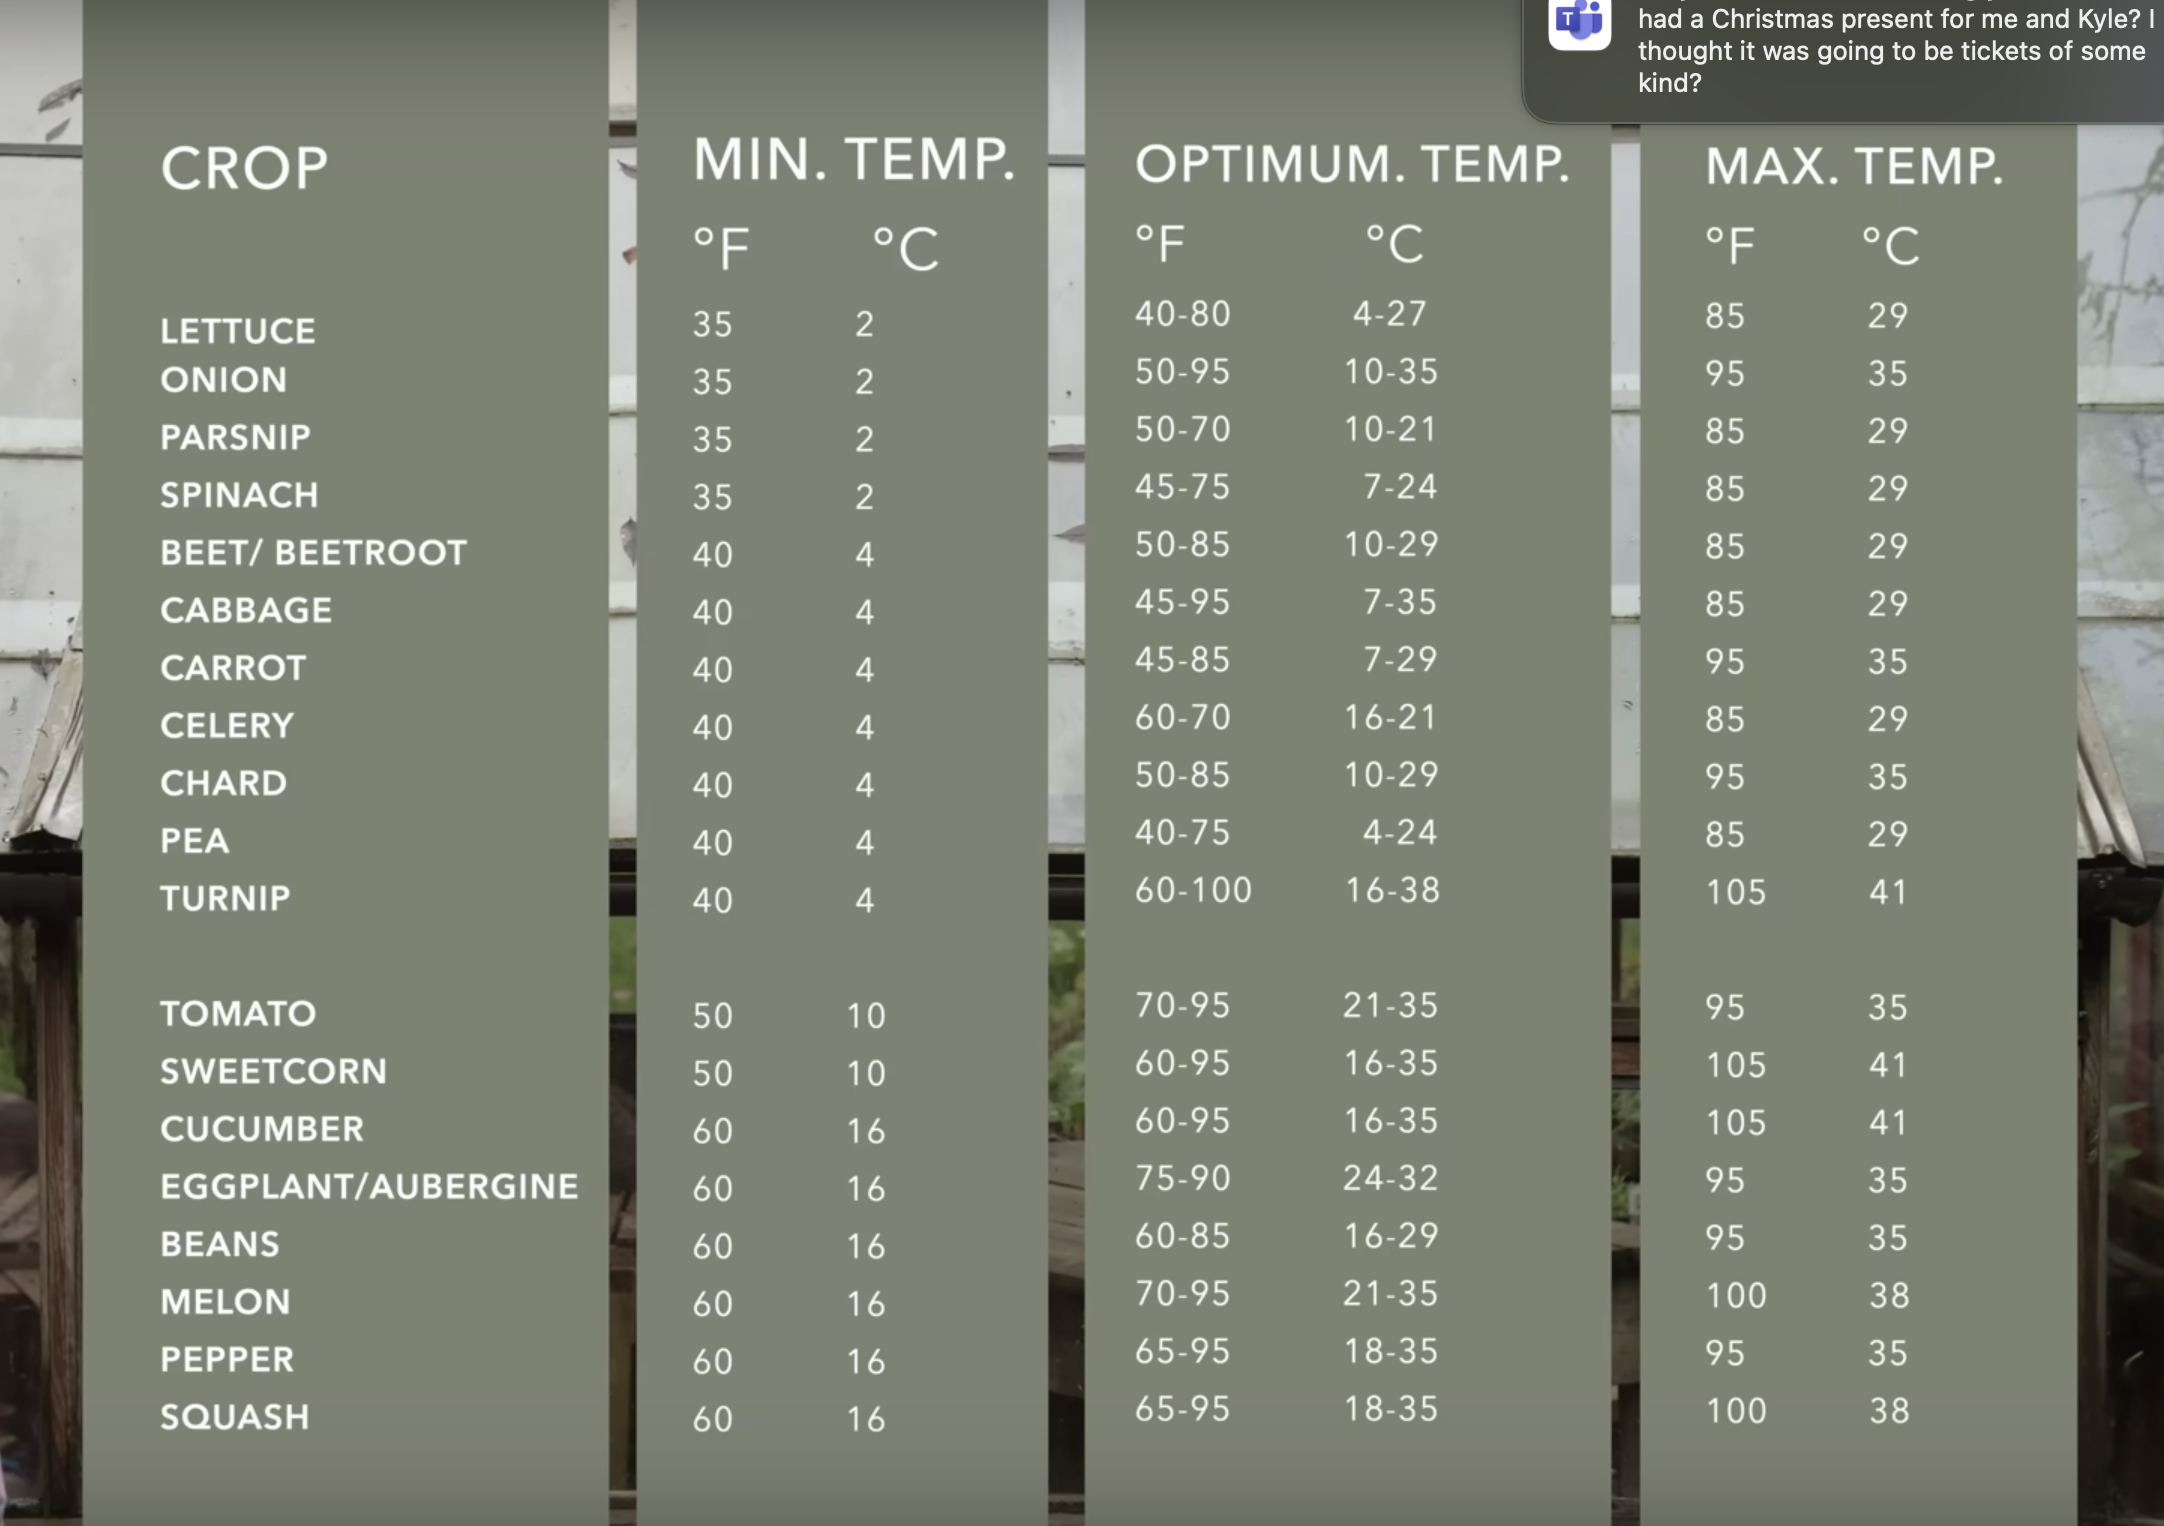 had a Christmas present for me and Kyle? I
thought it was going to be tickets of some
kind?
CROP MIN. TEMP. OPTIMUM. TEMP. MAX. TEMP.
°F °C °F °C °F °C
LETTUCE 35 2 40-80 4-27 85 29
ONION 35 2 50-95 10-35 95 35
PARSNIP 35 2 50-70 10-21 85 29
SPINACH 35 2 45-75 7-24 85 29
BEET/ BEETROOT 40 4 50-85 10-29 85 29
CABBAGE 40 4 45-95 7-35 85 29
CARROT 40 4 45-85 7-29 95 35
CELERY 40 4 60-70 16-21 85 29
CHARD 40 4 50-85 10-29 95 35
PEA 40 4 40-75 4-24 85 29
TURNIP 40 4 60-100 16-38 105 41
TOMATO 50 10 70-95 21-35 95 35
SWEETCORN 50 10 60-95 16-35 105 41
CUCUMBER 60 16 60-95 16-35 105 41
EGGPLANT/AUBERGINE 60 16 75-90 24-32 95 35
BEANS 60 16 60-85 16-29 95 35
MELON 60 16 70-95 21-35 100 38
PEPPER 60 16 65-95 18-35 95 35
SQUASH 60 16 65-95 18-35 100 38